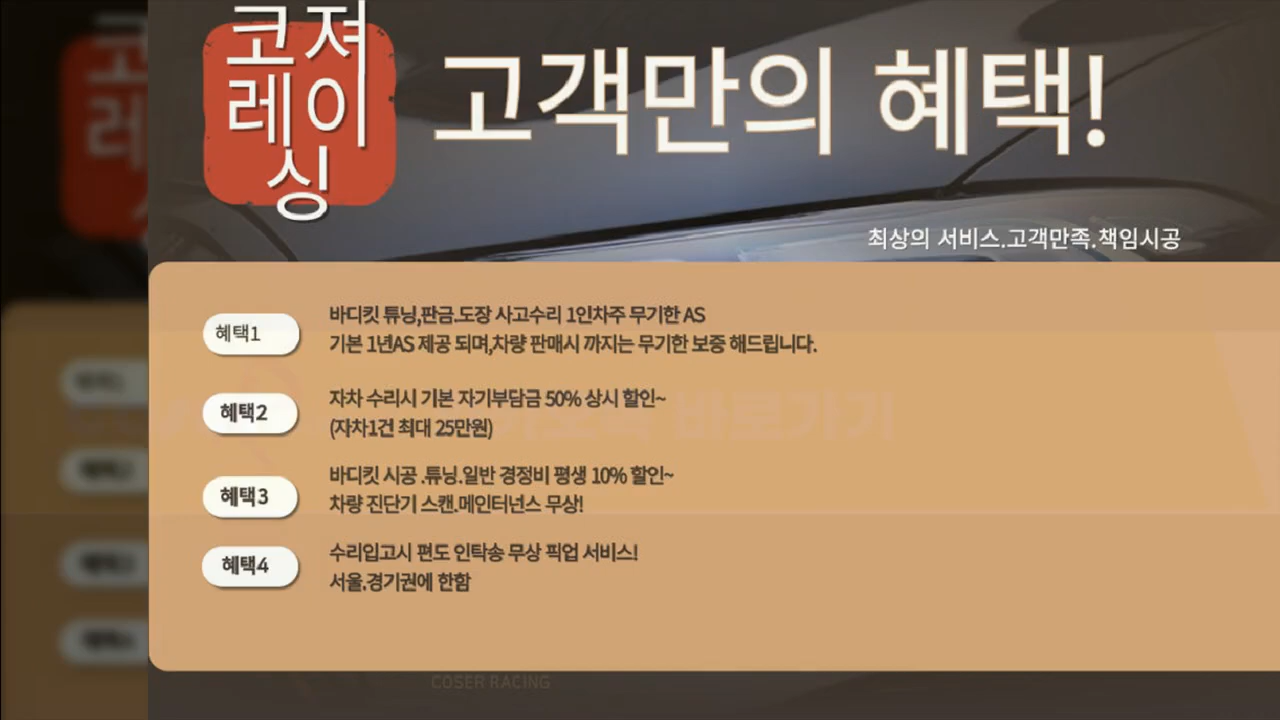 코져
레이
싱
고객만의 혜택!
최상의 서비스.고객만족.책임시공
혜택1
바디킷 튜닝,판금.도장 사고수리 1인차주 무기한 AS
기본 1년AS 제공 되며,차량 판매시 까지는 무기한 보증 해드립니다.
혜택2
자차 수리시 기본 자기부담금 50% 상시 할인~
(자차1건 최대 25만원)
혜택3
바디킷 시공 .튜닝.일반 경정비 평생 10% 할인~
차량 진단기 스캔.메인터넌스 무상!
혜택4
수리입고시 편도 인탁송 무상 픽업 서비스!
서울.경기권에 한함
바로가기
COSER RACING